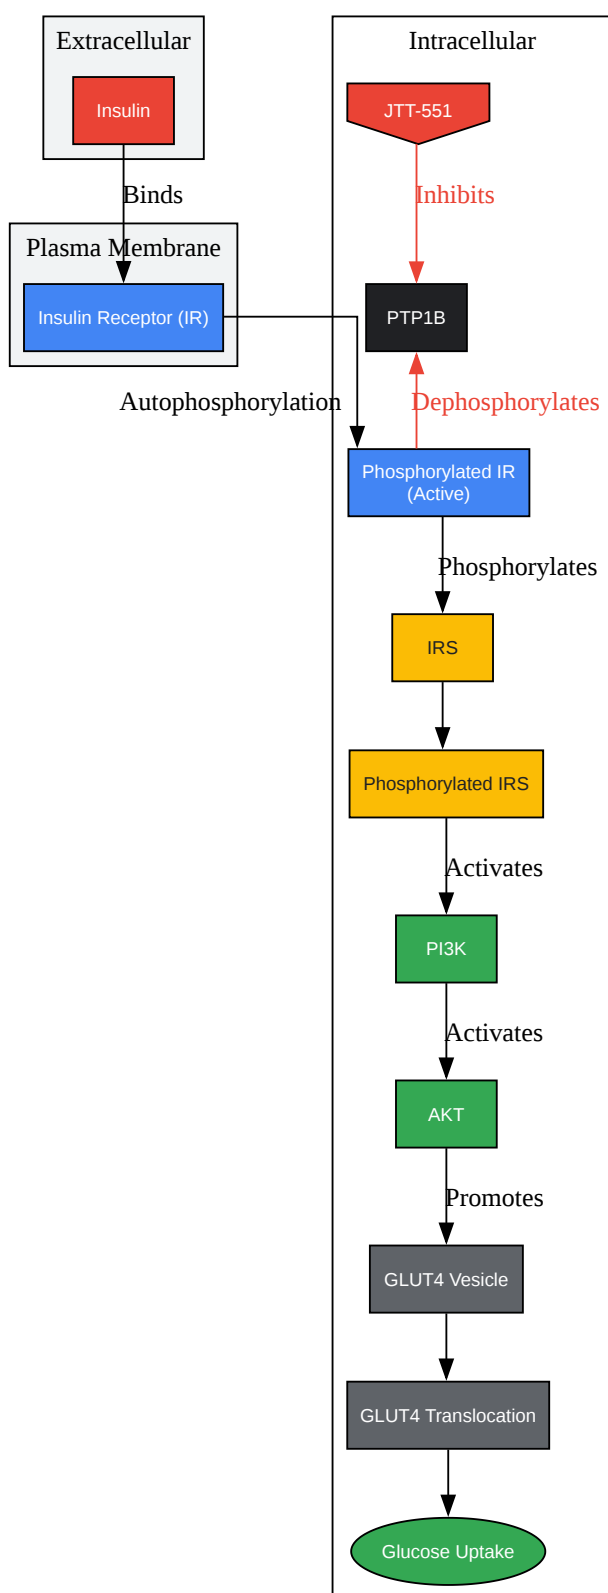 Extracellular
Intracellular
Insulin
JTT-551
Binds
Inhibits
Plasma Membrane
Insulin Receptor (IR)
PTP1B
Autophosphorylation
Dephosphorylates
Phosphorylated IR
(Active)
Phosphorylates
IRS
Phosphorylated IRS
Activates
PI3K
Activates
AKT
Promotes
GLUT4 Vesicle
GLUT4 Translocation
Glucose Uptake